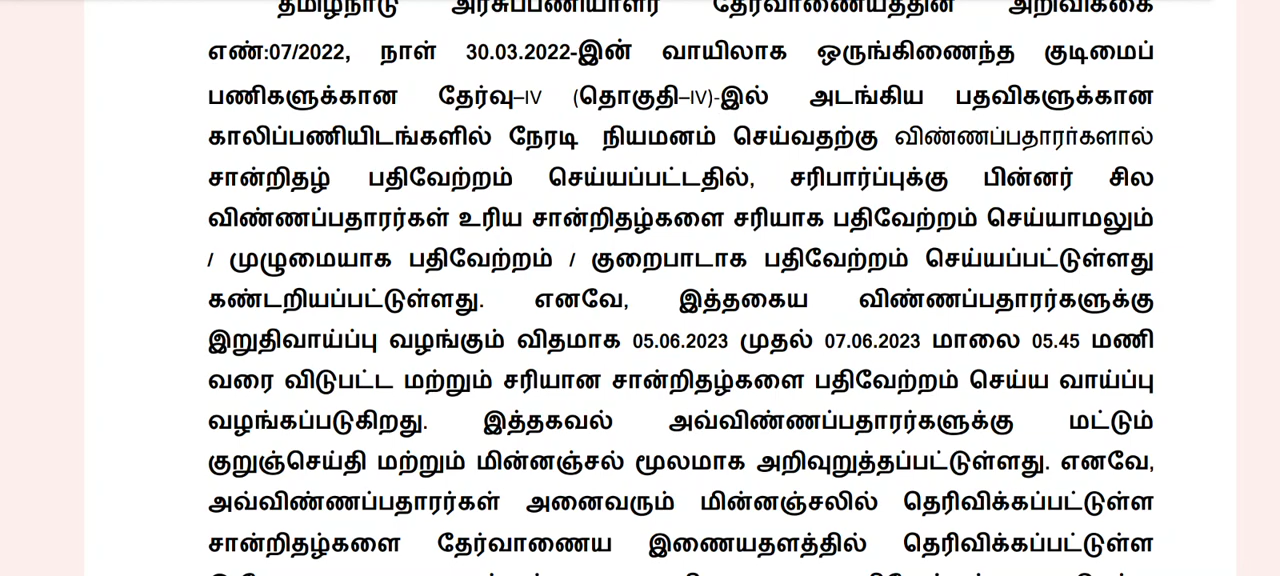 தமிழ்நாடு அரசுப்பணியாளர் தேர்வாணையத்தின் அறிவிக்கை
எண்:07/2022, நாள் 30.03.2022-இன் வாயிலாக ஒருங்கிணைந்த குடிமைப்
பணிகளுக்கான தேர்வு–IV (தொகுதி–IV)-இல் அடங்கிய பதவிகளுக்கான
காலிப்பணியிடங்களில் நேரடி நியமனம் செய்வதற்கு விண்ணப்பதாரர்களால்
சான்றிதழ் பதிவேற்றம் செய்யப்பட்டதில், சரிபார்ப்புக்கு பின்னர் சில
விண்ணப்பதாரர்கள் உரிய சான்றிதழ்களை சரியாக பதிவேற்றம் செய்யாமலும்
/ முழுமையாக பதிவேற்றம் / குறைபாடாக பதிவேற்றம் செய்யப்பட்டுள்ளது
கண்டறியப்பட்டுள்ளது. எனவே, இத்தகைய விண்ணப்பதாரர்களுக்கு
இறுதிவாய்ப்பு வழங்கும் விதமாக 05.06.2023 முதல் 07.06.2023 மாலை 05.45 மணி
வரை விடுபட்ட மற்றும் சரியான சான்றிதழ்களை பதிவேற்றம் செய்ய வாய்ப்பு
வழங்கப்படுகிறது. இத்தகவல் அவ்விண்ணப்பதாரர்களுக்கு மட்டும்
குறுஞ்செய்தி மற்றும் மின்னஞ்சல் மூலமாக அறிவுறுத்தப்பட்டுள்ளது. எனவே,
அவ்விண்ணப்பதாரர்கள் அனைவரும் மின்னஞ்சலில் தெரிவிக்கப்பட்டுள்ள
சான்றிதழ்களை தேர்வாணைய இணையதளத்தில் தெரிவிக்கப்பட்டுள்ள